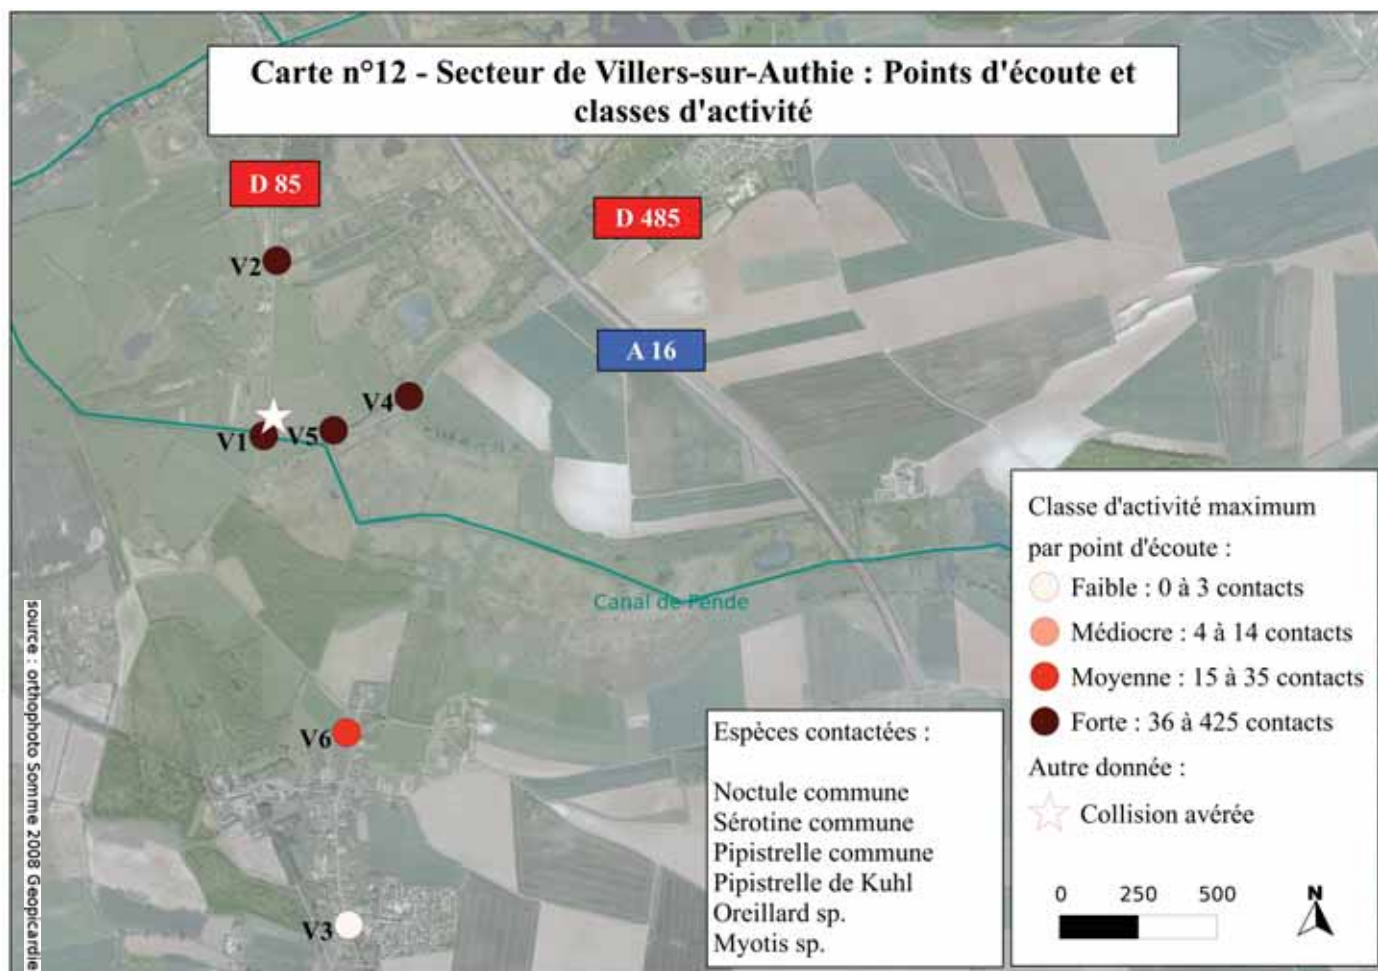 Carte n°12 - Secteur de Villers-sur-Authie : Points d'écoute et
classes d'activité
D 85
D 485
V2
A 16
V4
V1
V5
Canal de Pende
V6
V3
source : orthophoto Somme 2008 Geopicardie
Espèces contactées :
Noctule commune
Sérotine commune
Pipistrelle commune
Pipistrelle de Kuhl
Oreillard sp.
Myotis sp.
Classe d'activité maximum
par point d'écoute :
Faible : 0 à 3 contacts
Médiocre : 4 à 14 contacts
Moyenne : 15 à 35 contacts
Forte : 36 à 425 contacts
Autre donnée :
Collision avérée
0 250 500
N